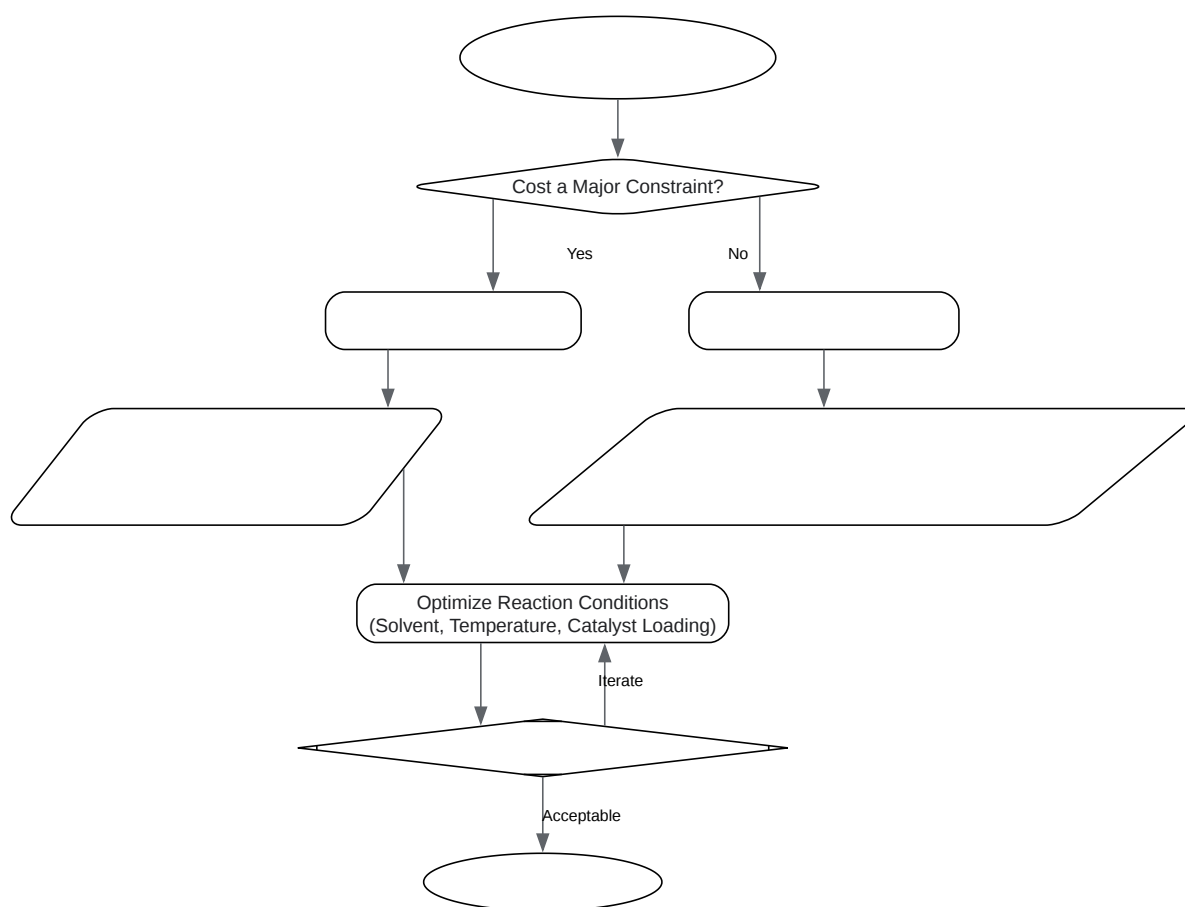 Cost a Major Constraint?
Yes
No
Optimize Reaction Conditions
(Solvent, Temperature, Catalyst Loading)
Iterate
Acceptable